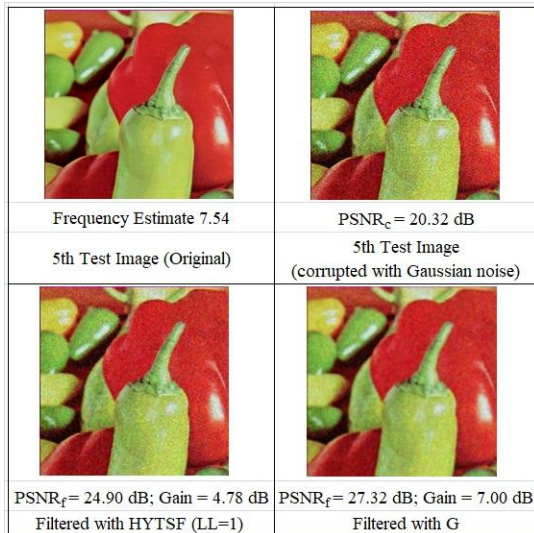 Frequency Estimate 7.54
PSNRc = 20.32 dB
5th Test Image (Original)
5th Test Image
(corrupted with Gaussian noise)
PSNRf = 24.90 dB; Gain = 4.78 dB
PSNRf = 27.32 dB; Gain = 7.00 dB
Filtered with HYTSF (LL=1)
Filtered with G